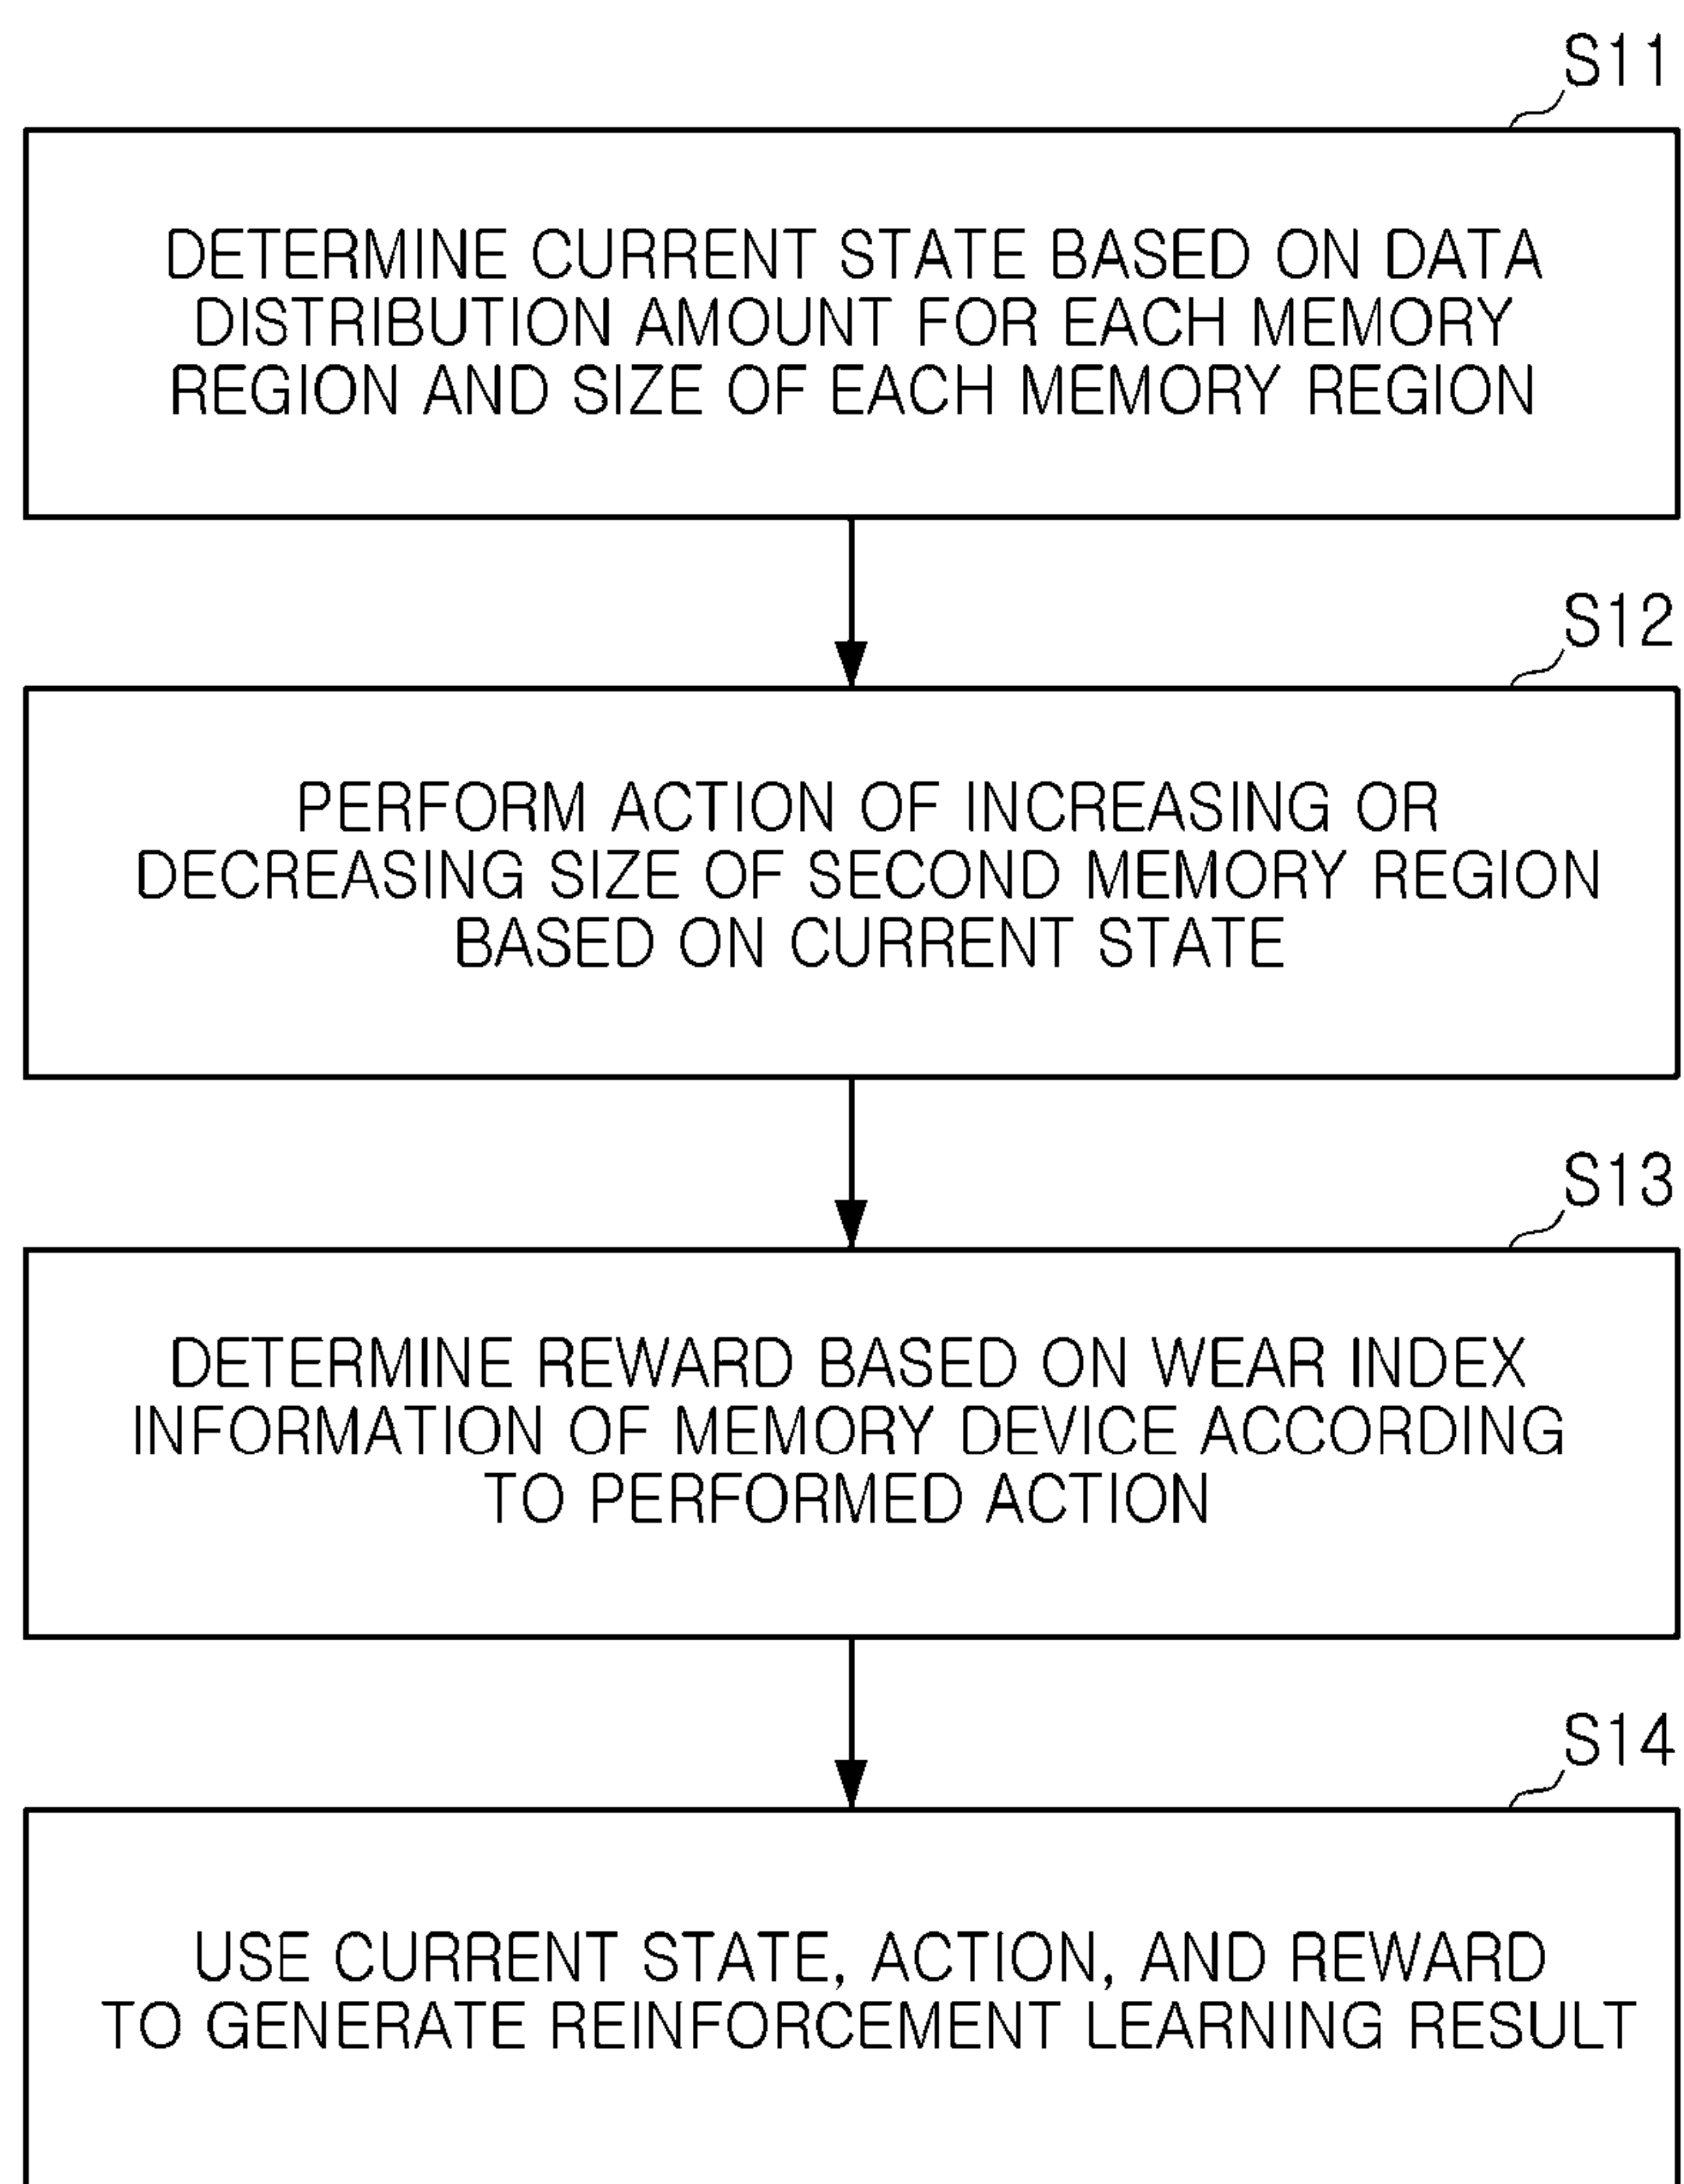 S11
DETERMINE CURRENT STATE BASED ON DATA
DISTRIBUTION AMOUNT FOR EACH MEMORY
REGION AND SIZE OF EACH MEMORY REGION
S12
PERFORM ACTION OF INCREASING OR
DECREASING SIZE OF SECOND MEMORY REGION
BASED ON CURRENT STATE
S13
DETERMINE REWARD BASED ON WEAR INDEX
INFORMATION OF MEMORY DEVICE ACCORDING
TO PERFORMED ACTION
S14
USE CURRENT STATE, ACTION, AND REWARD
TO GENERATE REINFORCEMENT LEARNING RESULT